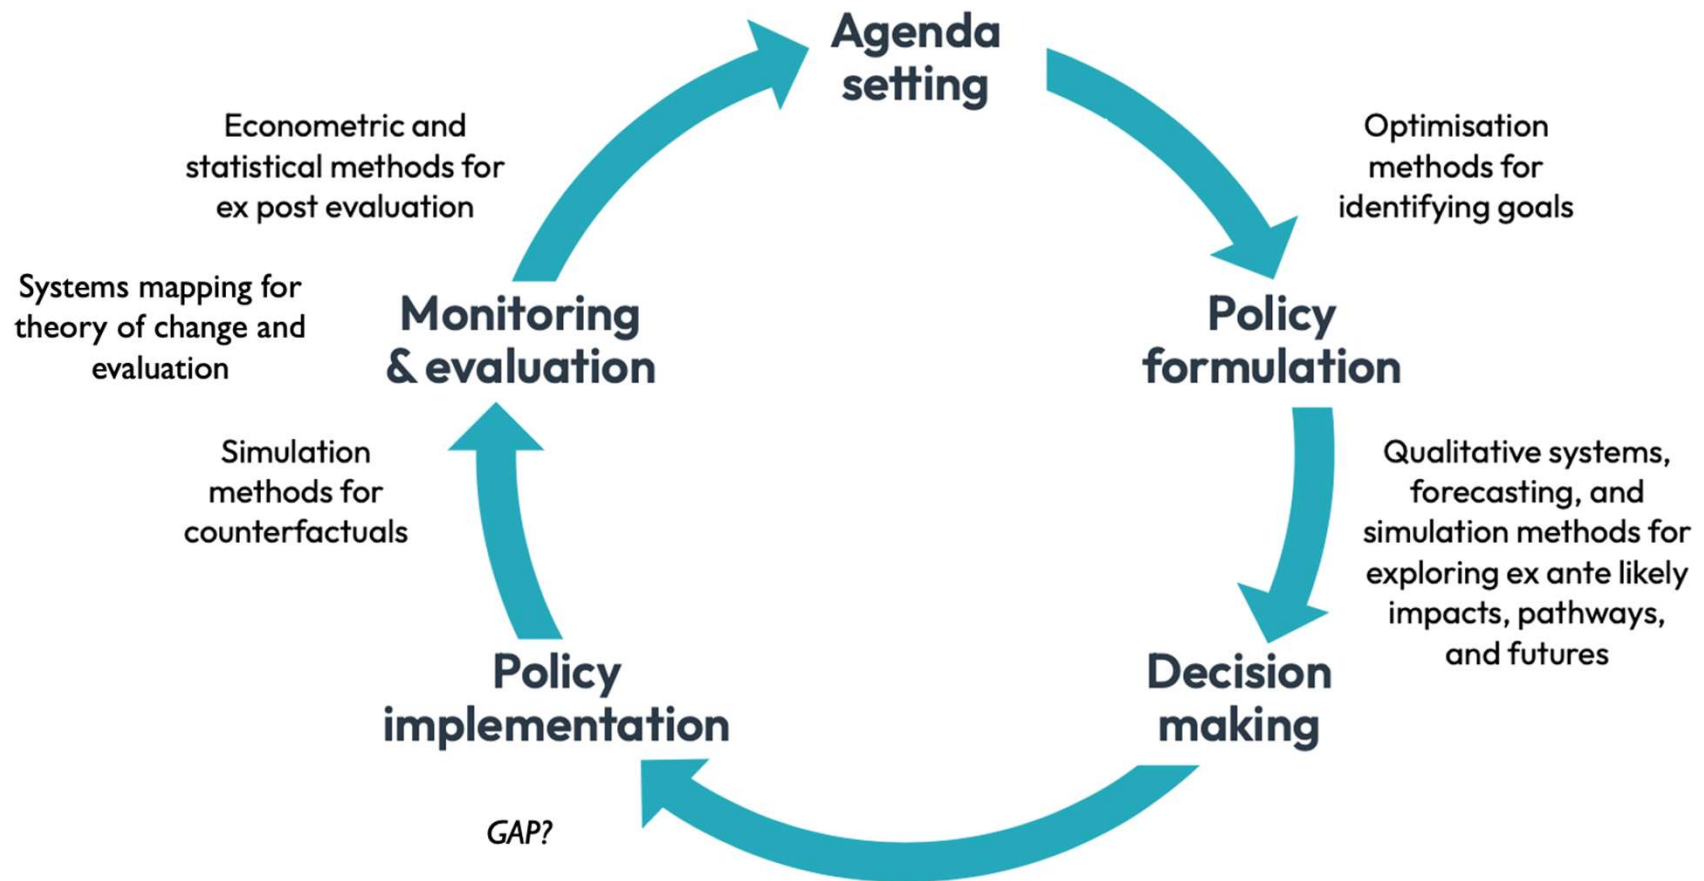 Agenda
setting
Optimisation
methods for
identifying goals
Policy
formulation
Qualitative systems,
forecasting, and
simulation methods for
exploring ex ante likely
impacts, pathways,
and futures
Decision
making
GAP?
Policy
implementation
Simulation
methods for
counterfactuals
Monitoring
& evaluation
Systems mapping for
theory of change and
evaluation
Econometric and
statistical methods for
ex post evaluation